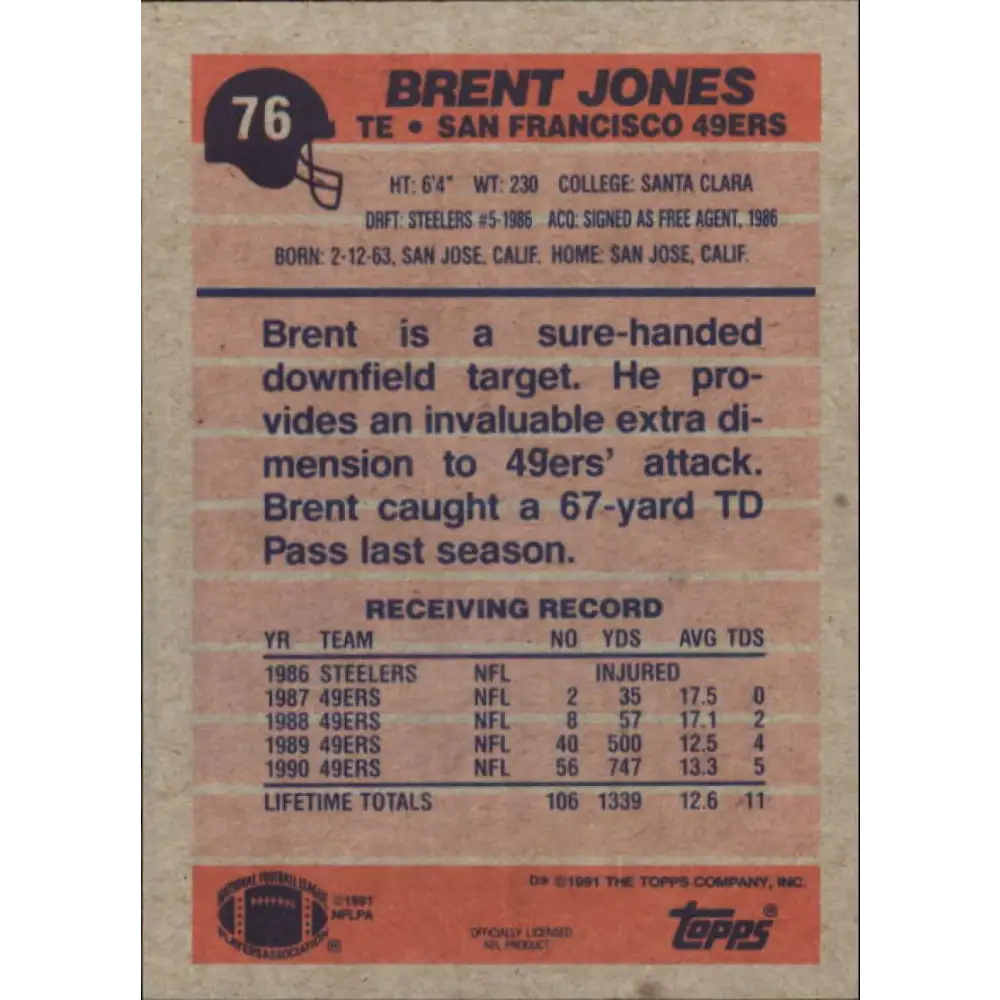 76
BRENT JONES
TE • SAN FRANCISCO 49ERS
HT: 6'4" WT: 230 COLLEGE: SANTA CLARA
DRFT: STEELERS #5-1986 ACQ: SIGNED AS FREE AGENT, 1986
BORN: 2-12-63, SAN JOSE, CALIF. HOME: SAN JOSE, CALIF.
Brent is a sure-handed
downfield target. He pro-
vides an invaluable extra di-
mension to 49ers' attack.
Brent caught a 67-yard TD
Pass last season.
RECEIVING RECORD
YR TEAM NO YDS AVG TDS
1986 STEELERS NFL INJURED
1987 49ERS NFL 2 35 17.5 0
1988 49ERS NFL 8 57 17.1 2
1989 49ERS NFL 40 500 12.5 4
1990 49ERS NFL 56 747 13.3 5
LIFETIME TOTALS 106 1339 12.6 11
NATIONAL FOOTBALL LEAGUE
PLAYERS ASSOCIATION ®
©1991
NFLPA
OFFICIALLY LICENSED
NFL PRODUCT
D* ©1991 THE TOPPS COMPANY, INC.
TOPPS®